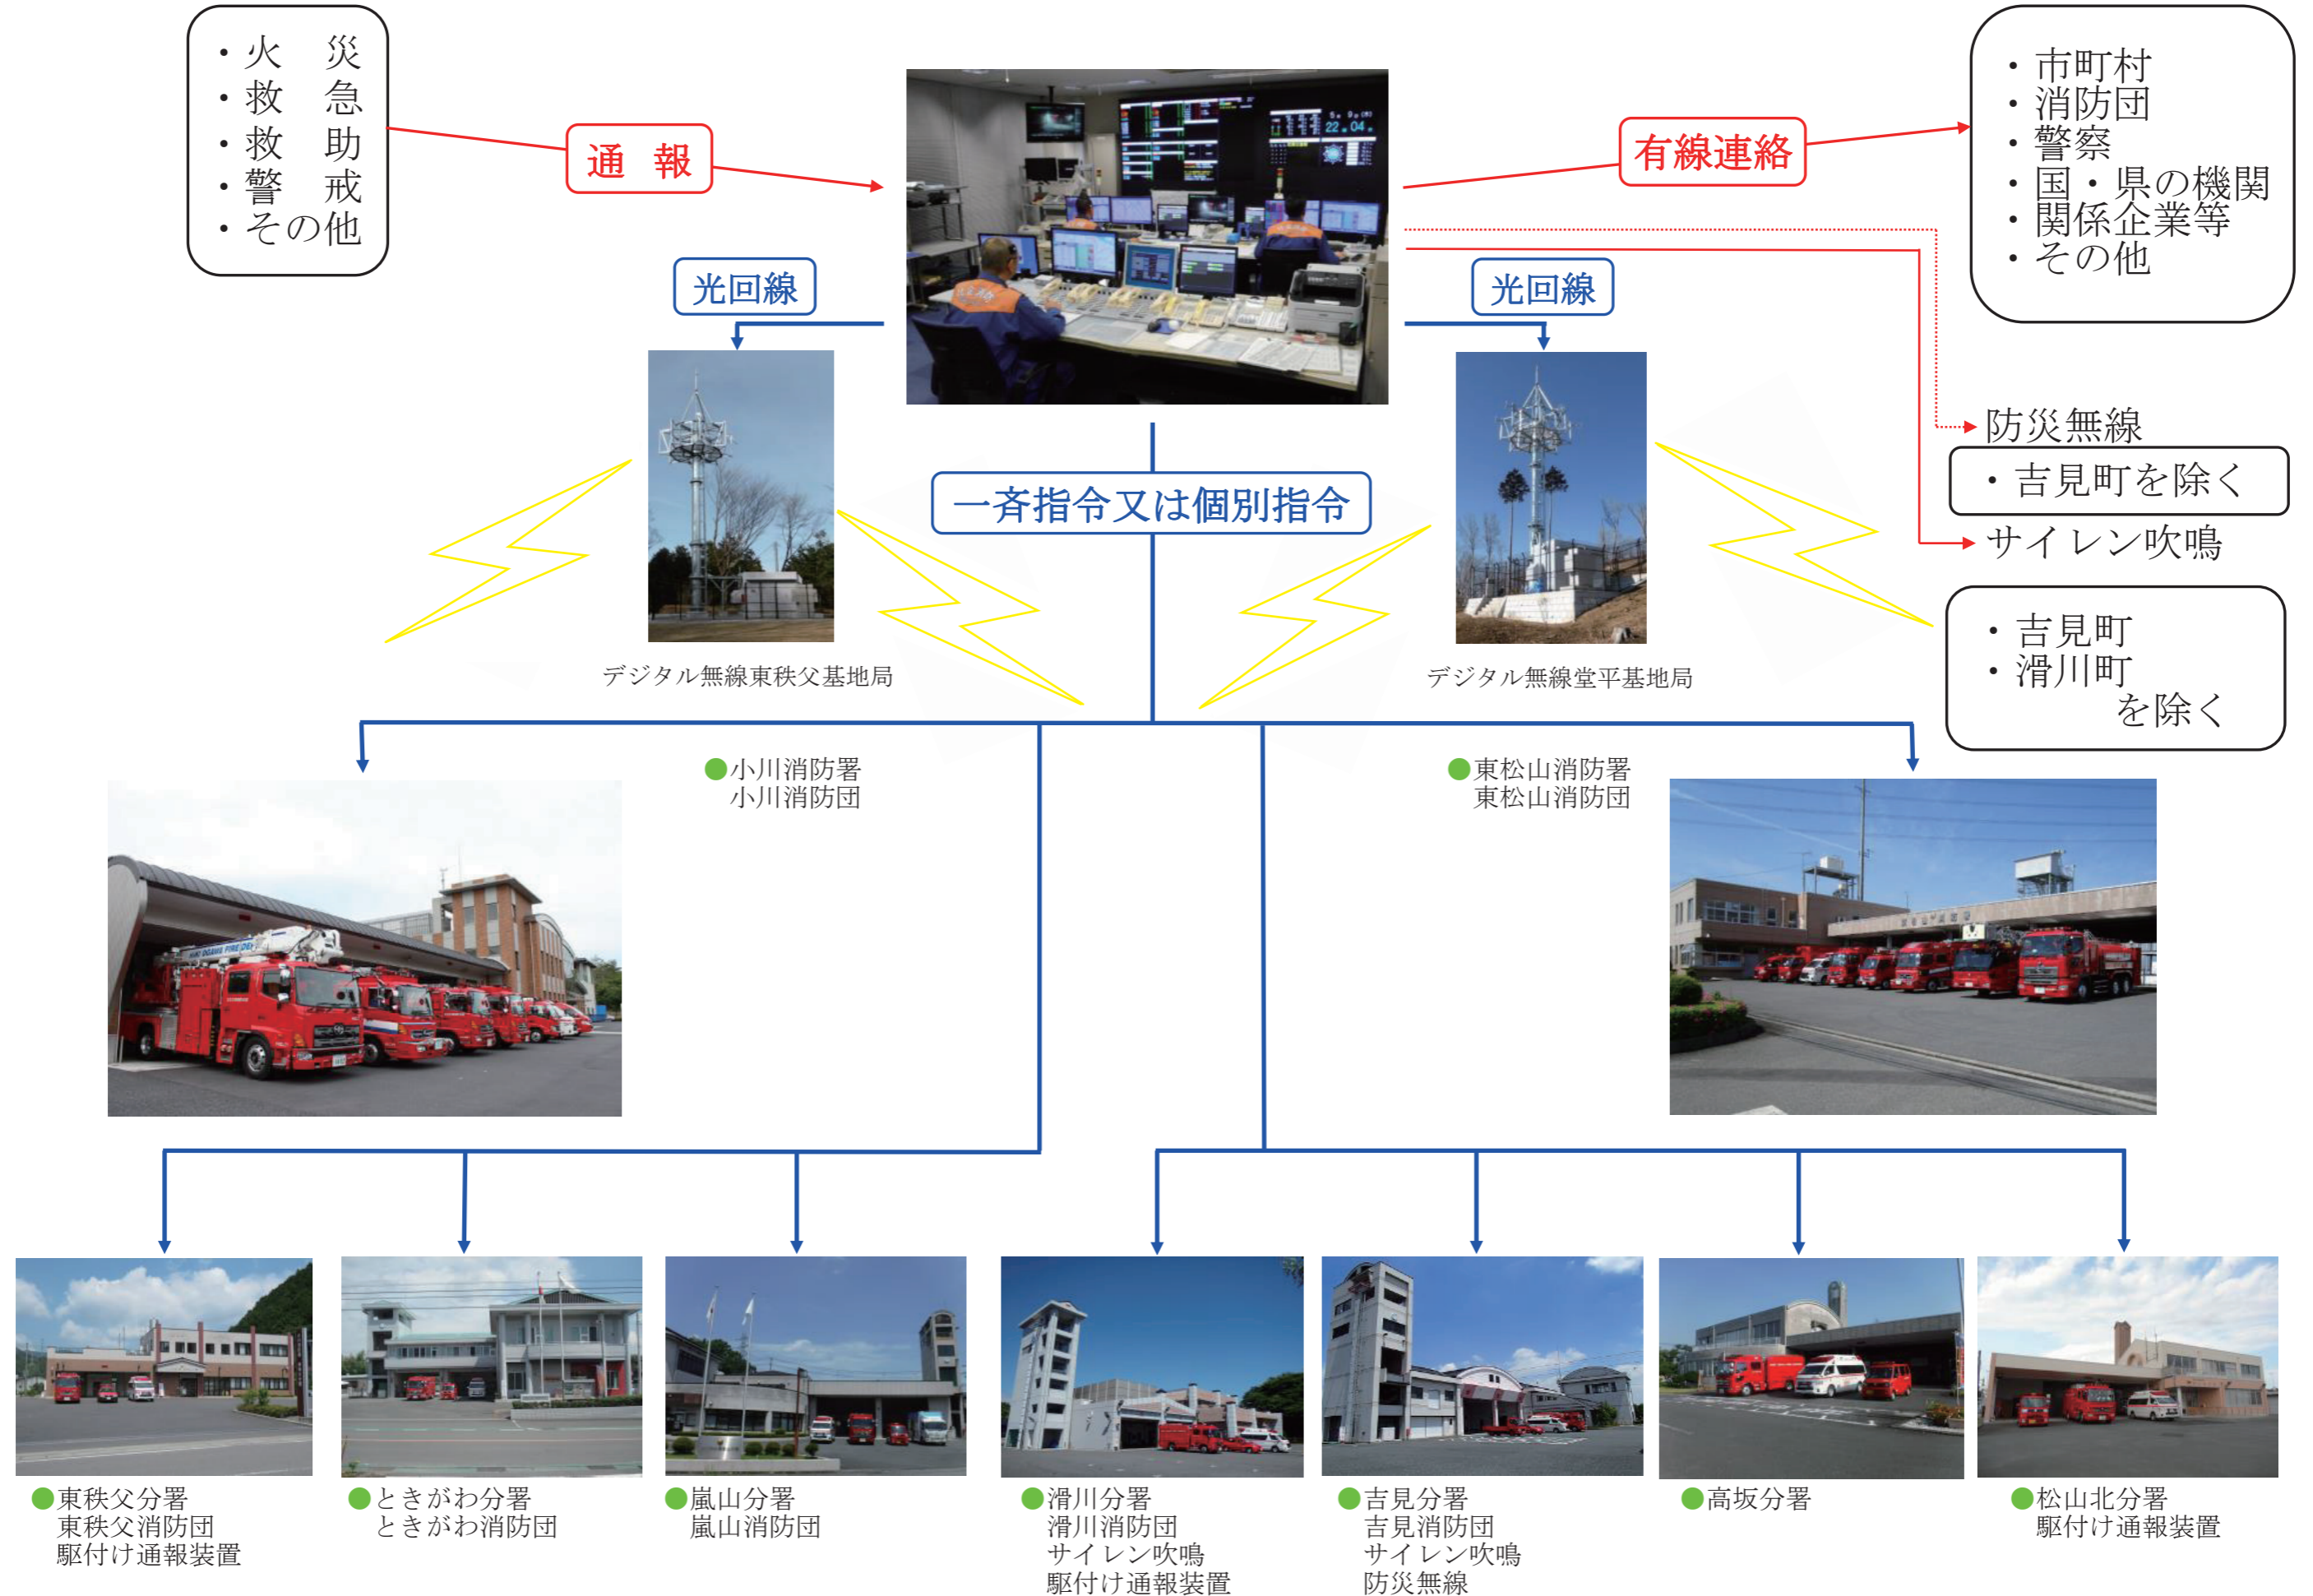 ・火　災
・救　急
・救　助
・警　戒
・その他
通 報
有線連絡
・市町村
・消防団
・警察
・国・県の機関
・関係企業等
・その他
22 04
光回線
光回線
一斉指令又は個別指令
防災無線
・吉見町を除く
サイレン吹鳴
・吉見町
・滑川町
を除く
デジタル無線東秩父基地局
デジタル無線堂平基地局
●小川消防署
小川消防団
●東松山消防署
東松山消防団
●東秩父分署
東秩父消防団
駆付け通報装置
●ときがわ分署
ときがわ消防団
●嵐山分署
嵐山消防団
●滑川分署
滑川消防団
サイレン吹鳴
駆付け通報装置
●吉見分署
吉見消防団
サイレン吹鳴
防災無線
●高坂分署
●松山北分署
駆付け通報装置